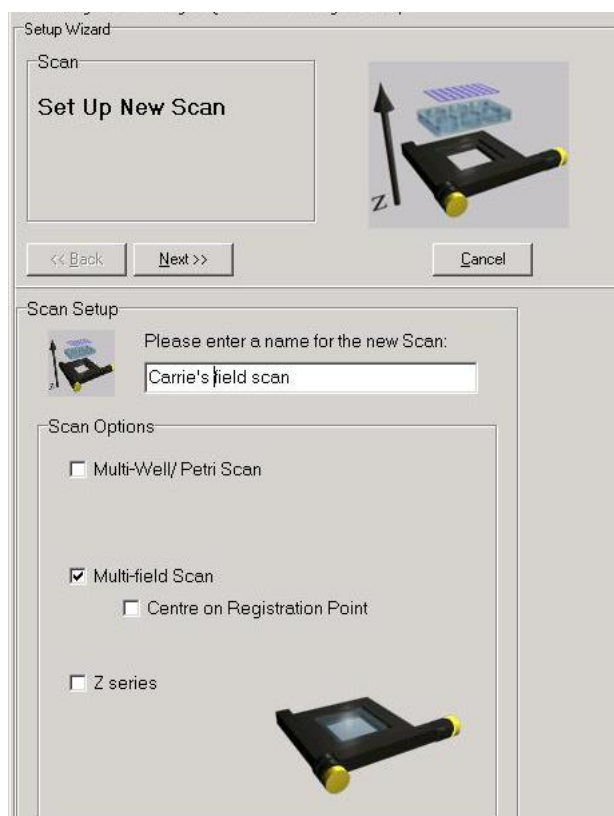 Setup Wizard
Scan
Set Up New Scan
Z
<< Back
Next >>
Cancel
Scan Setup
Please enter a name for the new Scan:
Carrie's field scan
Scan Options
Multi-Well/ Petri Scan
Multi-field Scan
Centre on Registration Point
Z series